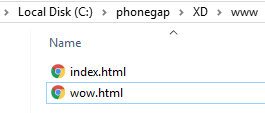 Local Disk (C:) > phonegap > XD > www
Name
index.html
wow.html